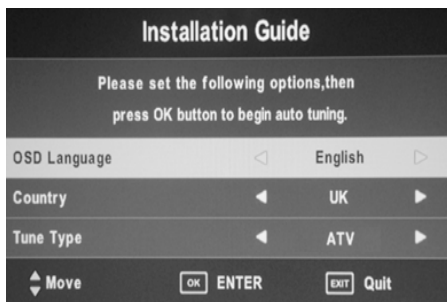 Installation Guide
Please set the following options,then
press OK button to begin auto tuning.
OSD Language English
Country UK
Tune Type ATV
Move OK ENTER EXIT Quit